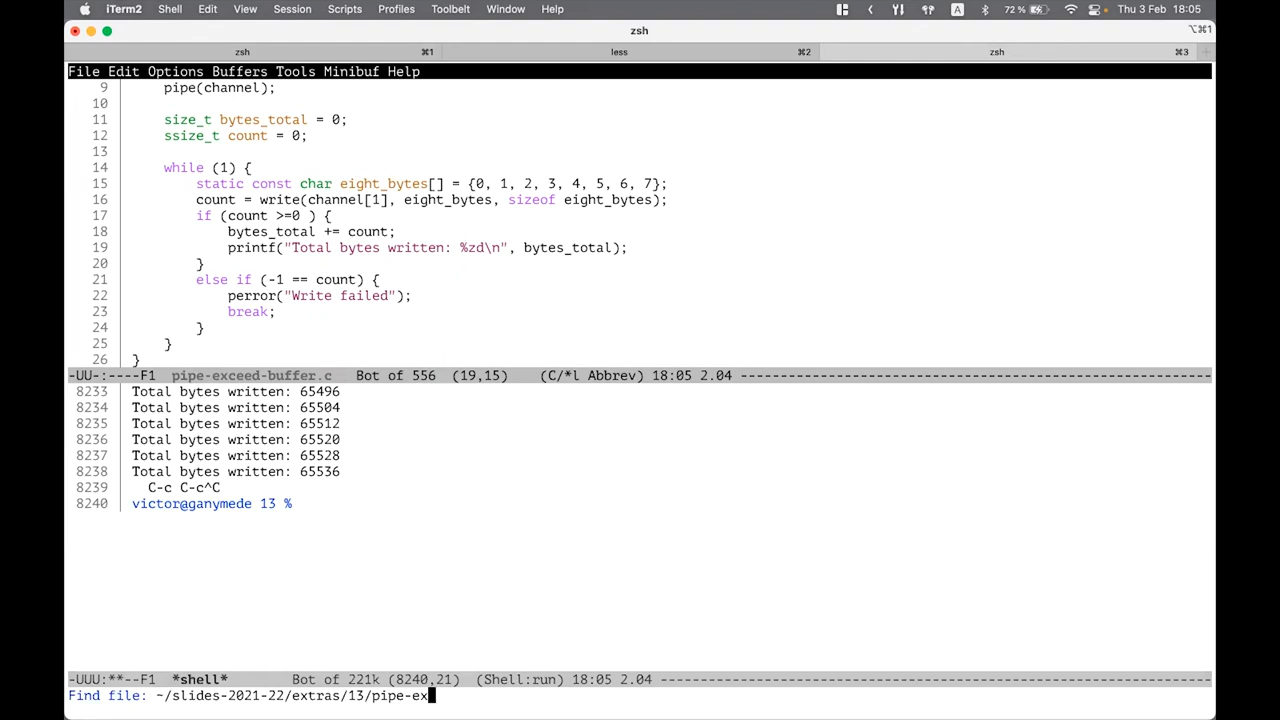 iTerm2 Shell Edit View Session Scripts Profiles Toolbelt Window Help A 72 % Thu 3 Feb 18:05
zsh ⌥⌘1
zsh ⌘1 less ⌘2 zsh ⌘3 +
File Edit Options Buffers Tools Minibuf Help
9 pipe(channel);
10
11 size_t bytes_total = 0;
12 ssize_t count = 0;
13
14 while (1) {
15 static const char eight_bytes[] = {0, 1, 2, 3, 4, 5, 6, 7};
16 count = write(channel[1], eight_bytes, sizeof eight_bytes);
17 if (count >=0 ) {
18 bytes_total += count;
19 printf("Total bytes written: %zd\n", bytes_total);
20 }
21 else if (-1 == count) {
22 perror("Write failed");
23 break;
24 }
25 }
26 }
-UU-:----F1 pipe-exceed-buffer.c Bot of 556 (19,15) (C/*l Abbrev) 18:05 2.04 ------------------------------------------------------------
8233 Total bytes written: 65496
8234 Total bytes written: 65504
8235 Total bytes written: 65512
8236 Total bytes written: 65520
8237 Total bytes written: 65528
8238 Total bytes written: 65536
8239 C-c C-c^C
8240 victor@ganymede 13 %
-UUU:**--F1 *shell* Bot of 221k (8240,21) (Shell:run) 18:05 2.04 ----------------------------------------------------------------------
Find file: ~/slides-2021-22/extras/13/pipe-ex